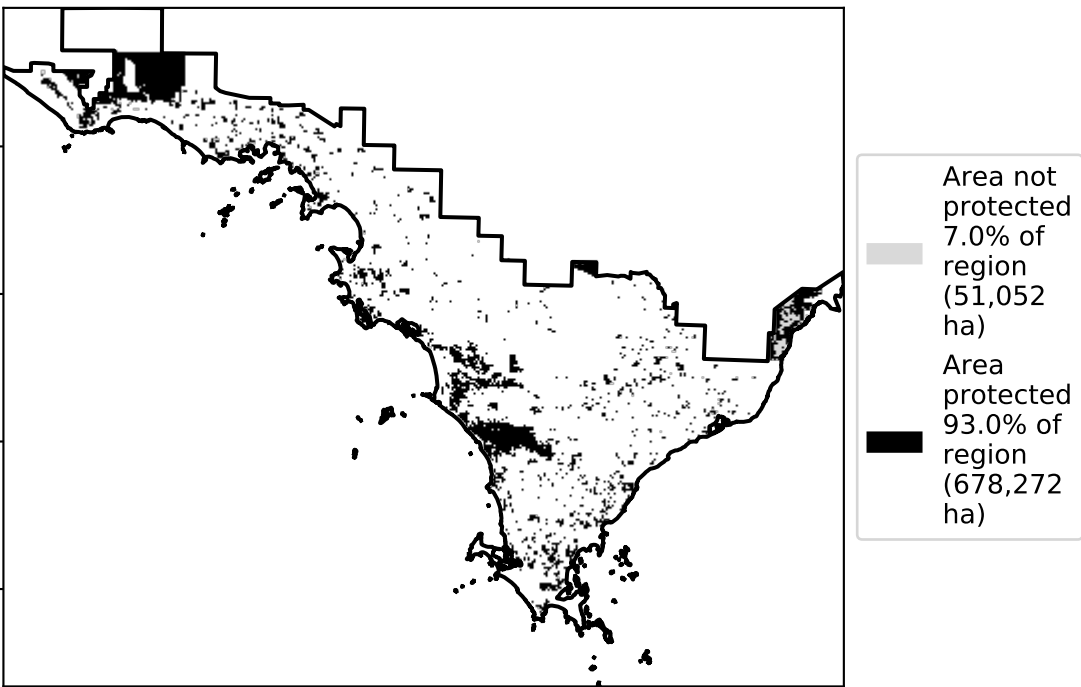 Area not
protected
7.0% of
region
(51,052
ha)
Area
protected
93.0% of
region
(678,272
ha)